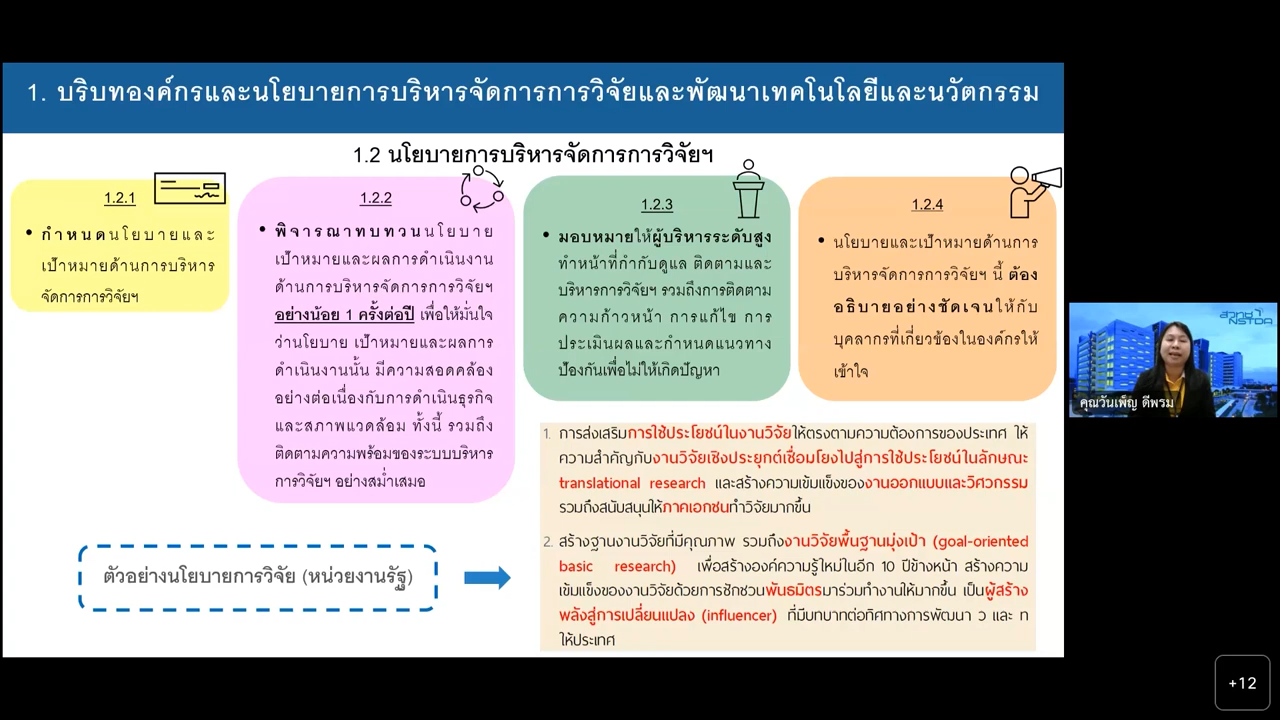 1. บริบทองค์กรและนโยบายการบริหารจัดการการวิจัยและพัฒนาเทคโนโลยีและนวัตกรรม
1.2 นโยบายการบริหารจัดการการวิจัยฯ
1.2.1
• กำหนดนโยบายและ
เป้าหมายด้านการบริหาร
จัดการการวิจัยฯ
1.2.2
• พิจารณาทบทวนนโยบาย
เป้าหมายและผลการดำเนินงาน
ด้านการบริหารจัดการการวิจัยฯ
อย่างน้อย 1 ครั้งต่อปี เพื่อให้มั่นใจ
ว่านโยบาย เป้าหมายและผลการ
ดำเนินงานนั้น มีความสอดคล้อง
อย่างต่อเนื่องกับการดำเนินธุรกิจ
และสภาพแวดล้อม ทั้งนี้ รวมถึง
ติดตามความพร้อมของระบบบริหาร
การวิจัยฯ อย่างสม่ำเสมอ
1.2.3
• มอบหมายให้ผู้บริหารระดับสูง
ทำหน้าที่กำกับดูแล ติดตามและ
บริหารการวิจัยฯ รวมถึงการติดตาม
ความก้าวหน้า การแก้ไข การ
ประเมินผลและกำหนดแนวทาง
ป้องกันเพื่อไม่ให้เกิดปัญหา
1.2.4
• นโยบายและเป้าหมายด้านการ
บริหารจัดการการวิจัยฯ นี้ ต้อง
อธิบายอย่างชัดเจนให้กับ
บุคลากรที่เกี่ยวข้องในองค์กรให้
เข้าใจ
ตัวอย่างนโยบายการวิจัย (หน่วยงานรัฐ)
1. การส่งเสริมการใช้ประโยชน์ในงานวิจัยให้ตรงตามความต้องการของประเทศ ให้
ความสำคัญกับงานวิจัยเชิงประยุกต์เชื่อมโยงไปสู่การใช้ประโยชน์ในลักษณะ
translational research และสร้างความเข้มแข็งของงานออกแบบและวิศวกรรม
รวมถึงสนับสนุนให้ภาคเอกชนทำวิจัยมากขึ้น
2. สร้างฐานงานวิจัยที่มีคุณภาพ รวมถึงงานวิจัยพื้นฐานมุ่งเป้า (goal-oriented
basic research) เพื่อสร้างองค์ความรู้ใหม่ในอีก 10 ปีข้างหน้า สร้างความ
เข้มแข็งของงานวิจัยด้วยการชักชวนพันธมิตรมาร่วมทำงานให้มากขึ้น เป็นผู้สร้าง
พลังสู่การเปลี่ยนแปลง (influencer) ที่มีบทบาทต่อทิศทางการพัฒนา ว และ ท
ให้ประเทศ
สวทช
NSTDA
คุณวันเพ็ญ ดีพรม
+12